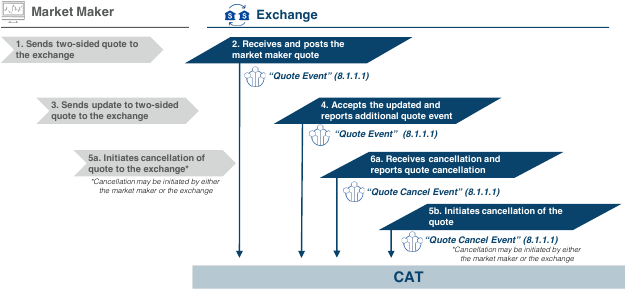 Market Maker
Exchange
1. Sends two-sided quote to
the exchange
2. Receives and posts the
market maker quote
“Quote Event” (8.1.1.1)
3. Sends update to two-sided
quote to the exchange
4. Accepts the updated and
reports additional quote event
“Quote Event” (8.1.1.1)
5a. Initiates cancellation of
quote to the exchange*
*Cancellation may be initiated by either
the market maker or the exchange
6a. Receives cancellation and
reports quote cancellation
“Quote Cancel Event” (8.1.1.1)
5b. Initiates cancellation of the
quote
“Quote Cancel Event” (8.1.1.1)
*Cancellation may be initiated by either
the market maker or the exchange
CAT